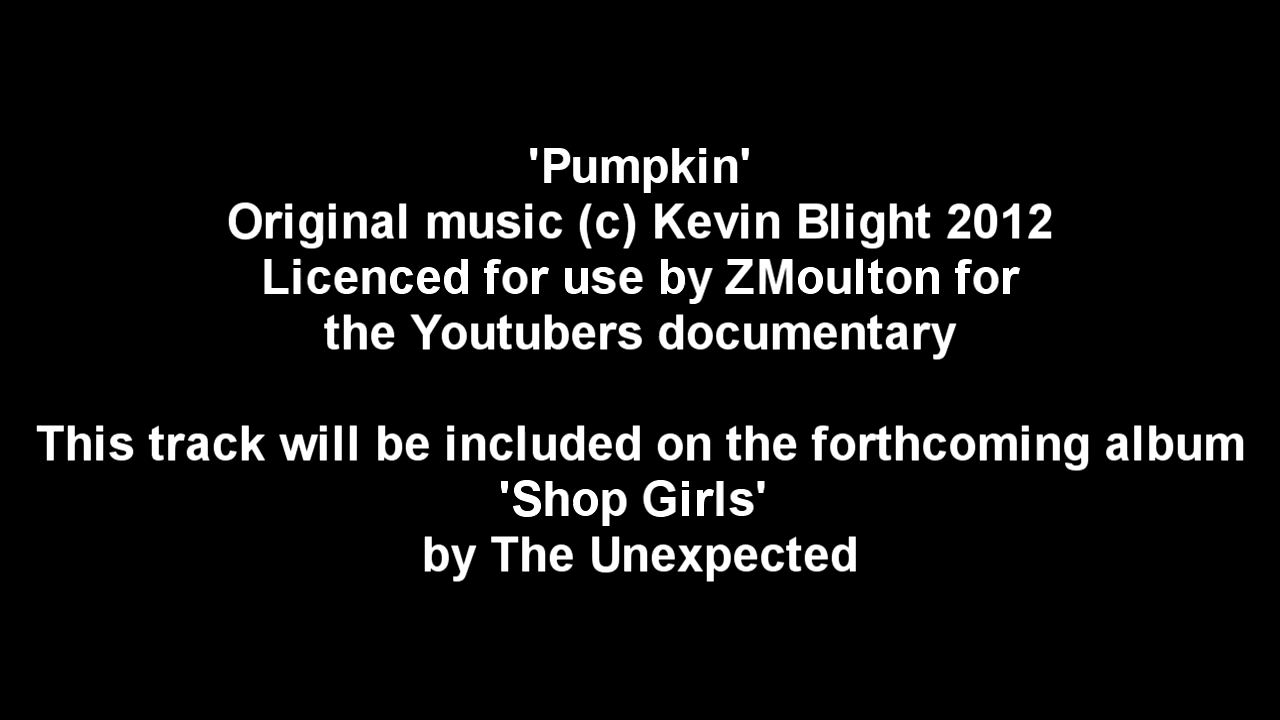 'Pumpkin'
Original music (c) Kevin Blight 2012
Licenced for use by ZMoulton for
the Youtubers documentary
This track will be included on the forthcoming album
'Shop Girls'
by The Unexpected